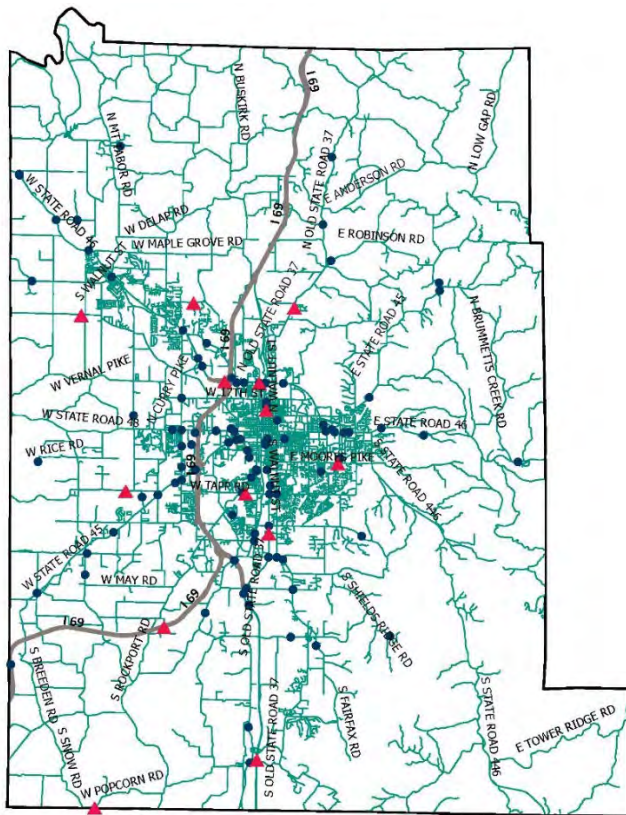 I 69
N BUSKIRK RD
N MT TABOR RD
N OLD STATE ROAD 37
N LOW GAP RD
E ANDERSON RD
W STATE ROAD 46
W DELAP RD
I 69
W MAPLE GROVE RD
E ROBINSON RD
S WALNUT ST
N OLD STATE ROAD 37
E STATE ROAD 45
N BRUMMETTS CREEK RD
I 69
W VERNAL PIKE
N CURRY PIKE
W 17TH ST
N WALNUT ST
W STATE ROAD 48
E STATE ROAD 46
W RICE RD
I 69
S WALNUT ST
E MOORES PIKE
S STATE ROAD 446
W TAPP RD
W STATE ROAD 45
W MAY RD
S OLD STATE ROAD 37
S SHIELDS RIDGE RD
I 69
I 69
S ROCKPORT RD
S BREEDEN RD
S SNOW RD
S FAIRFAX RD
S STATE ROAD 446
S OLD STATE ROAD 37
E TOWER RIDGE RD
W POPCORN RD